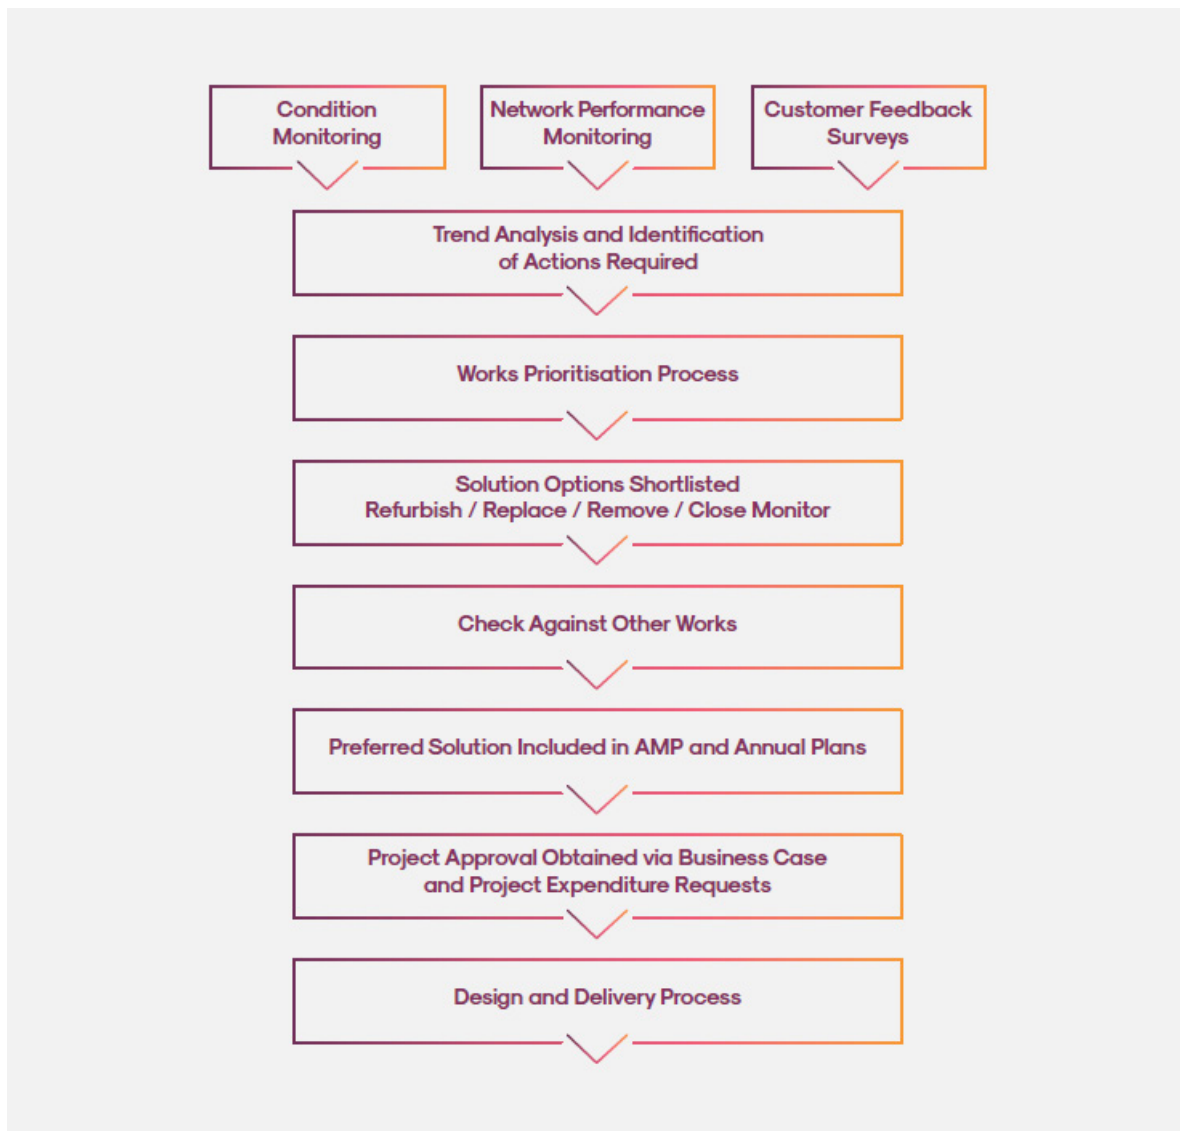 Condition
Monitoring
Network Performance
Monitoring
Customer Feedback
Surveys
Trend Analysis and Identification
of Actions Required
Works Prioritisation Process
Solution Options Shortlisted
Refurbish / Replace / Remove / Close Monitor
Check Against Other Works
Preferred Solution Included in AMP and Annual Plans
Project Approval Obtained via Business Case
and Project Expenditure Requests
Design and Delivery Process